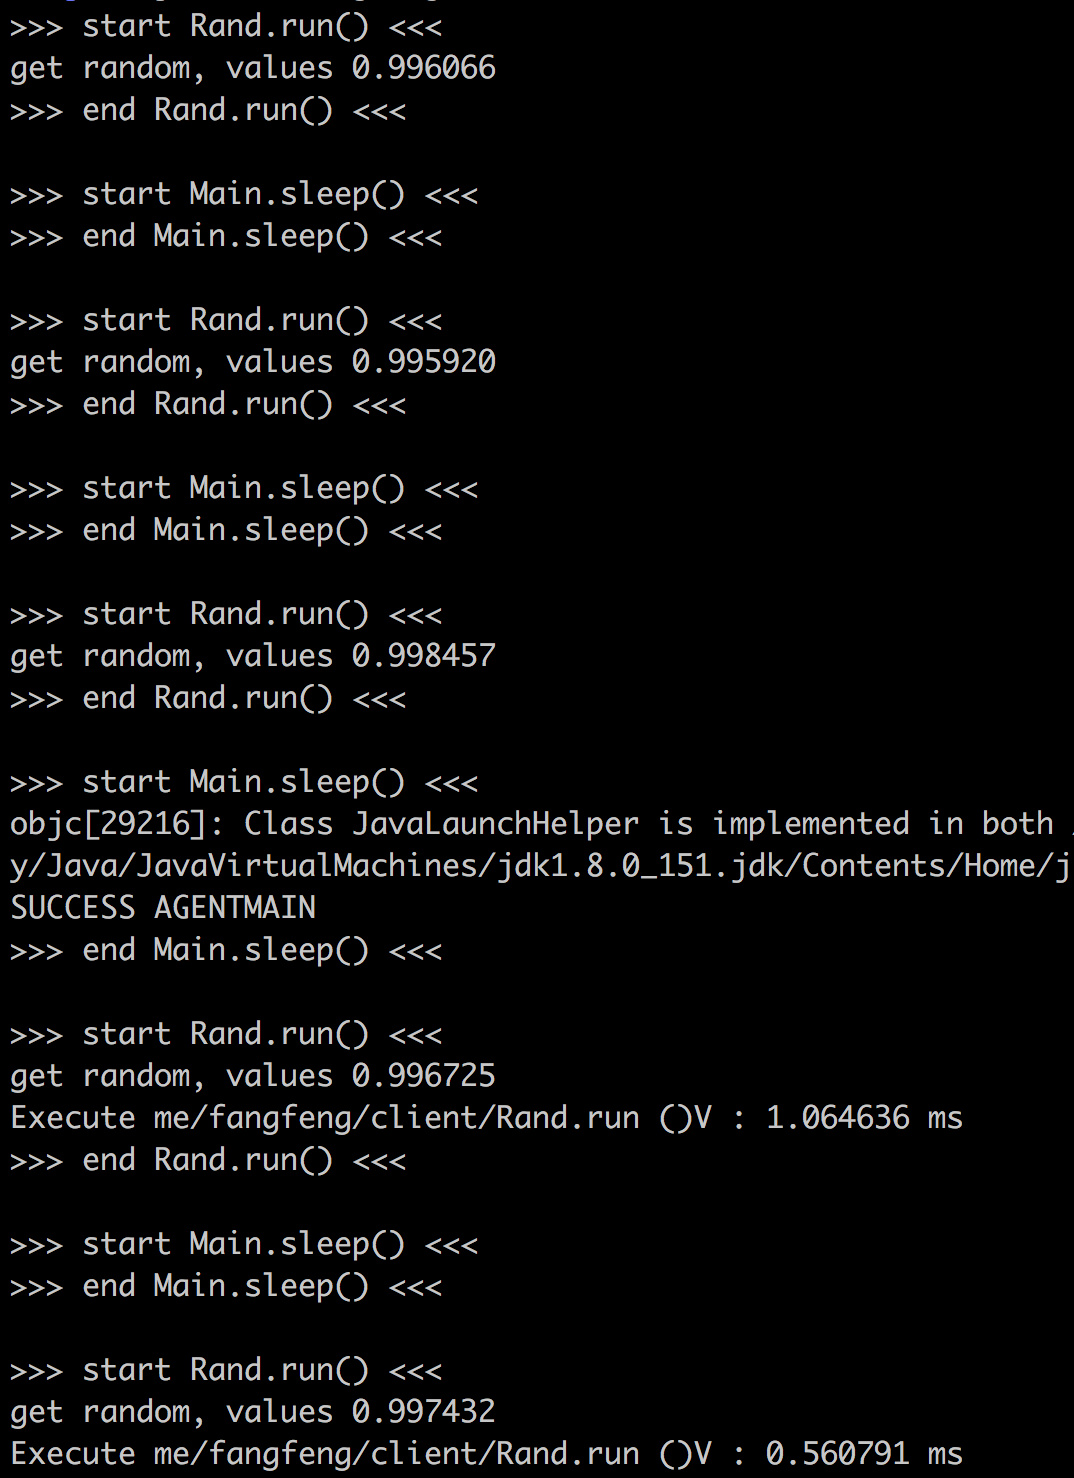 >>> start Rand.run() <<<
get random, values 0.996066
>>> end Rand.run() <<<
>>> start Main.sleep() <<<
>>> end Main.sleep() <<<
>>> start Rand.run() <<<
get random, values 0.995920
>>> end Rand.run() <<<
>>> start Main.sleep() <<<
>>> end Main.sleep() <<<
>>> start Rand.run() <<<
get random, values 0.998457
>>> end Rand.run() <<<
>>> start Main.sleep() <<<
objc[29216]: Class JavaLaunchHelper is implemented in both
y/Java/JavaVirtualMachines/jdk1.8.0_151.jdk/Contents/Home/j
SUCCESS AGENTMAIN
>>> end Main.sleep() <<<
>>> start Rand.run() <<<
get random, values 0.996725
Execute me/fangfeng/client/Rand.run ()V : 1.064636 ms
>>> end Rand.run() <<<
>>> start Main.sleep() <<<
>>> end Main.sleep() <<<
>>> start Rand.run() <<<
get random, values 0.997432
Execute me/fangfeng/client/Rand.run ()V : 0.560791 ms